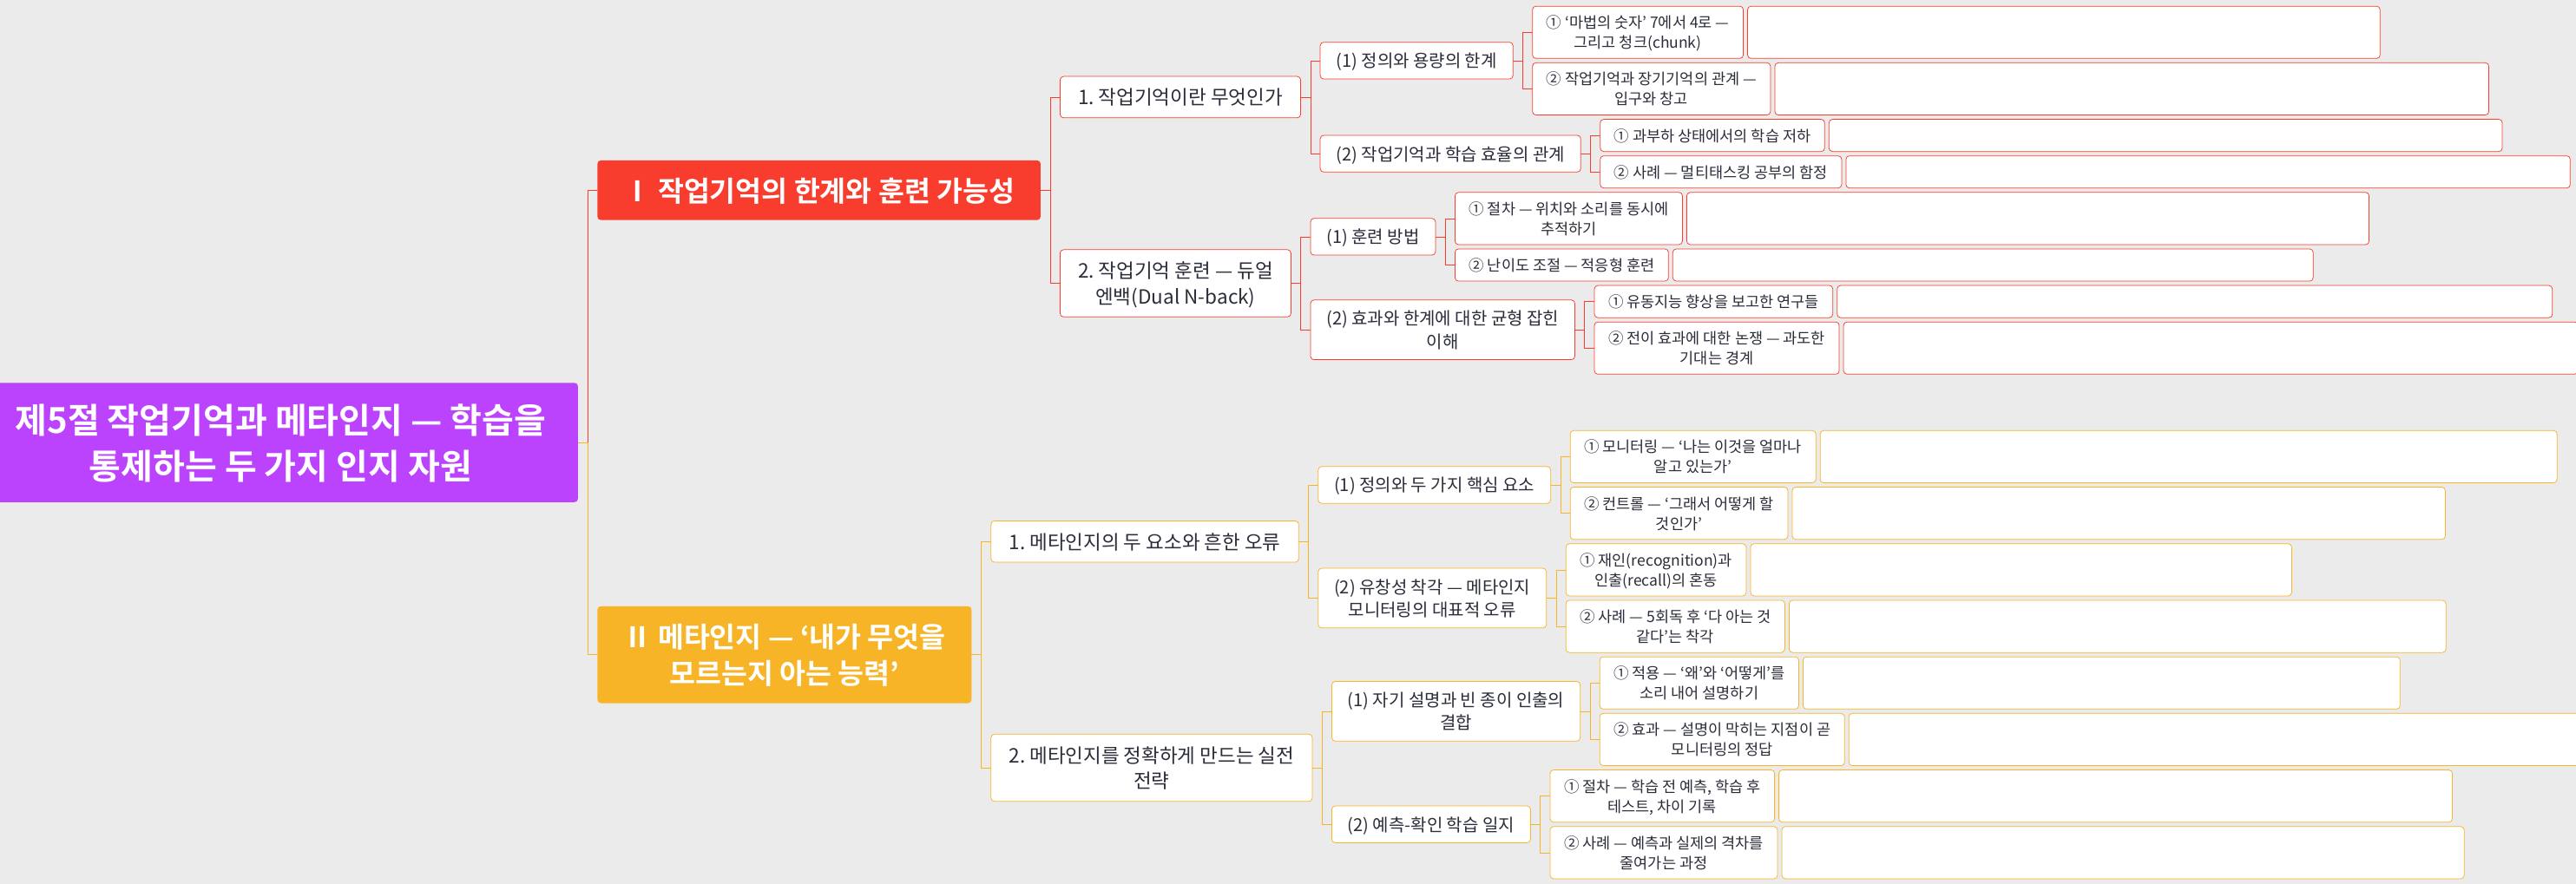 제5절 작업기억과 메타인지 — 학습을
통제하는 두 가지 인지 자원
Ⅰ 작업기억의 한계와 훈련 가능성
1. 작업기억이란 무엇인가
(1) 정의와 용량의 한계
① ‘마법의 숫자’ 7에서 4로 —
그리고 청크(chunk)
② 작업기억과 장기기억의 관계 —
입구와 창고
(2) 작업기억과 학습 효율의 관계
① 과부하 상태에서의 학습 저하
② 사례 — 멀티태스킹 공부의 함정
2. 작업기억 훈련 — 듀얼
엔백(Dual N-back)
(1) 훈련 방법
① 절차 — 위치와 소리를 동시에
추적하기
② 난이도 조절 — 적응형 훈련
(2) 효과와 한계에 대한 균형 잡힌
이해
① 유동지능 향상을 보고한 연구들
② 전이 효과에 대한 논쟁 — 과도한
기대는 경계
Ⅱ 메타인지 — ‘내가 무엇을
모르는지 아는 능력’
1. 메타인지의 두 요소와 흔한 오류
(1) 정의와 두 가지 핵심 요소
① 모니터링 — ‘나는 이것을 얼마나
알고 있는가’
② 컨트롤 — ‘그래서 어떻게 할
것인가’
(2) 유창성 착각 — 메타인지
모니터링의 대표적 오류
① 재인(recognition)과
인출(recall)의 혼동
② 사례 — 5회독 후 ‘다 아는 것
같다’는 착각
2. 메타인지를 정확하게 만드는 실전
전략
(1) 자기 설명과 빈 종이 인출의
결합
① 적용 — ‘왜’와 ‘어떻게’를
소리 내어 설명하기
② 효과 — 설명이 막히는 지점이 곧
모니터링의 정답
(2) 예측-확인 학습 일지
① 절차 — 학습 전 예측, 학습 후
테스트, 차이 기록
② 사례 — 예측과 실제의 격차를
줄여가는 과정